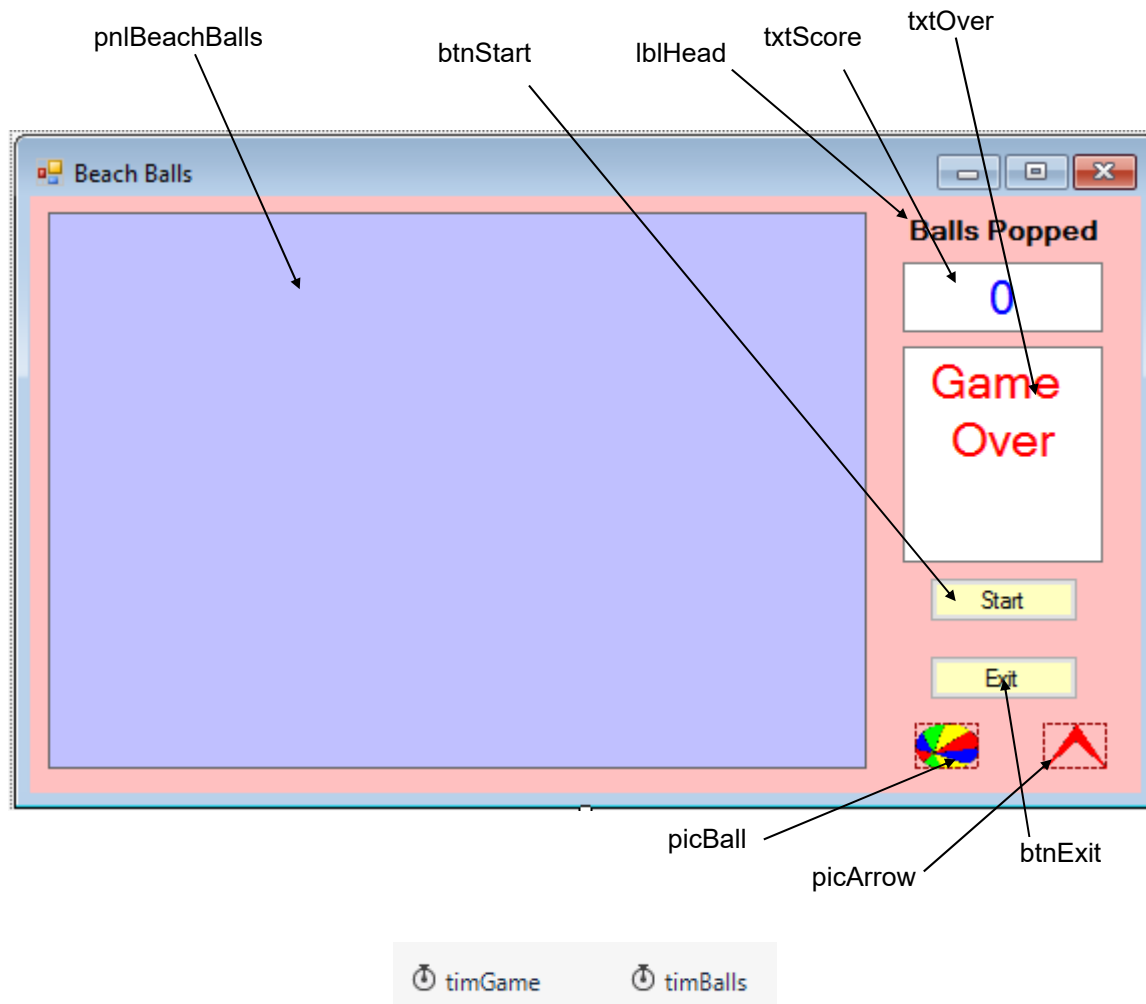 txtOver
pnlBeachBalls
btnStart
lblHead
txtScore
Beach Balls
Balls Popped
0
Game
Over
Start
Exit
picBall
btnExit
picArrow
timGame
timBalls